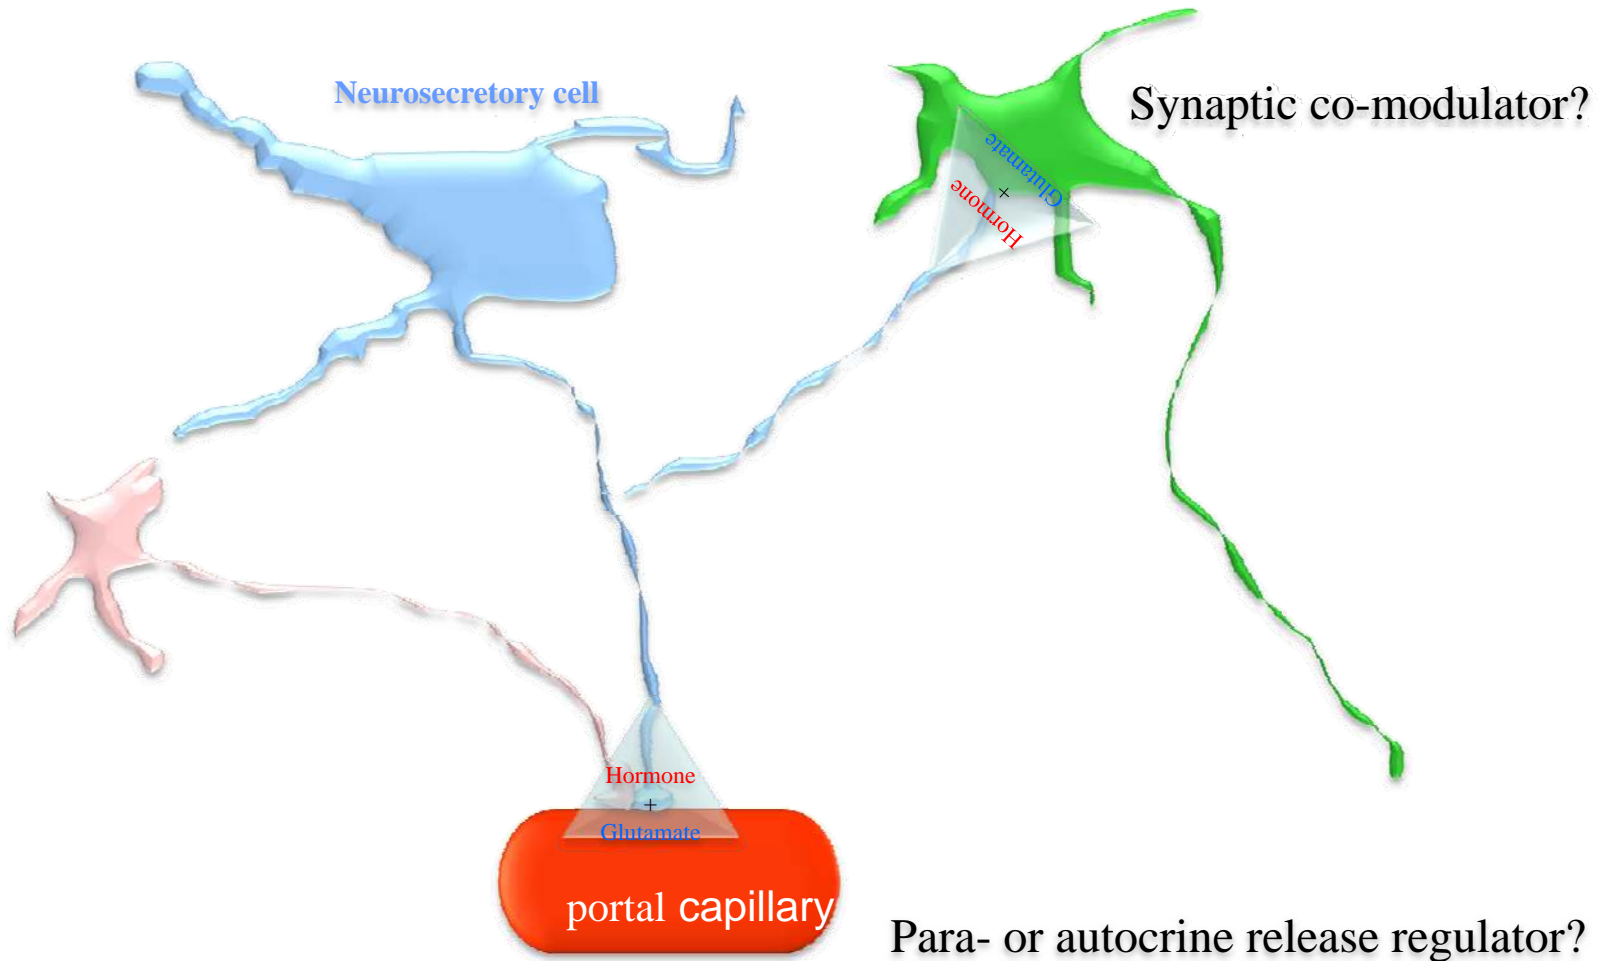 Neurosecretory cell
Synaptic co-modulator?
Glutamate
+
Hormone
Hormone
+
Glutamate
portal capillary
Para- or autocrine release regulator?